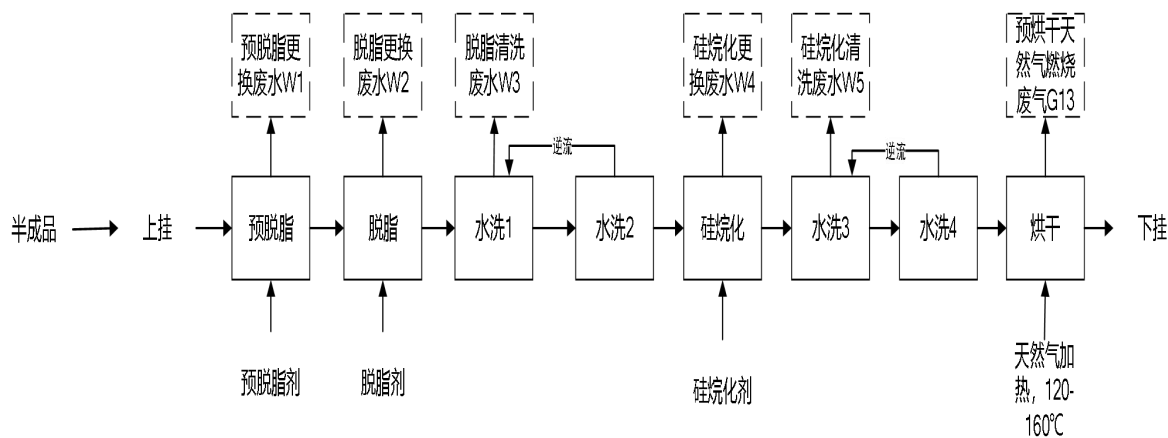 预脱脂更
换废水W1
脱脂更换
废水W2
脱脂清洗
废水W3
硅烷化更
换废水W4
硅烷化清
洗废水W5
预烘干天
然气燃烧
废气G13
逆流
逆流
半成品
上挂
预脱脂
脱脂
水洗1
水洗2
硅烷化
水洗3
水洗4
烘干
下挂
预脱脂剂
脱脂剂
硅烷化剂
天然气加
热，120-
160℃